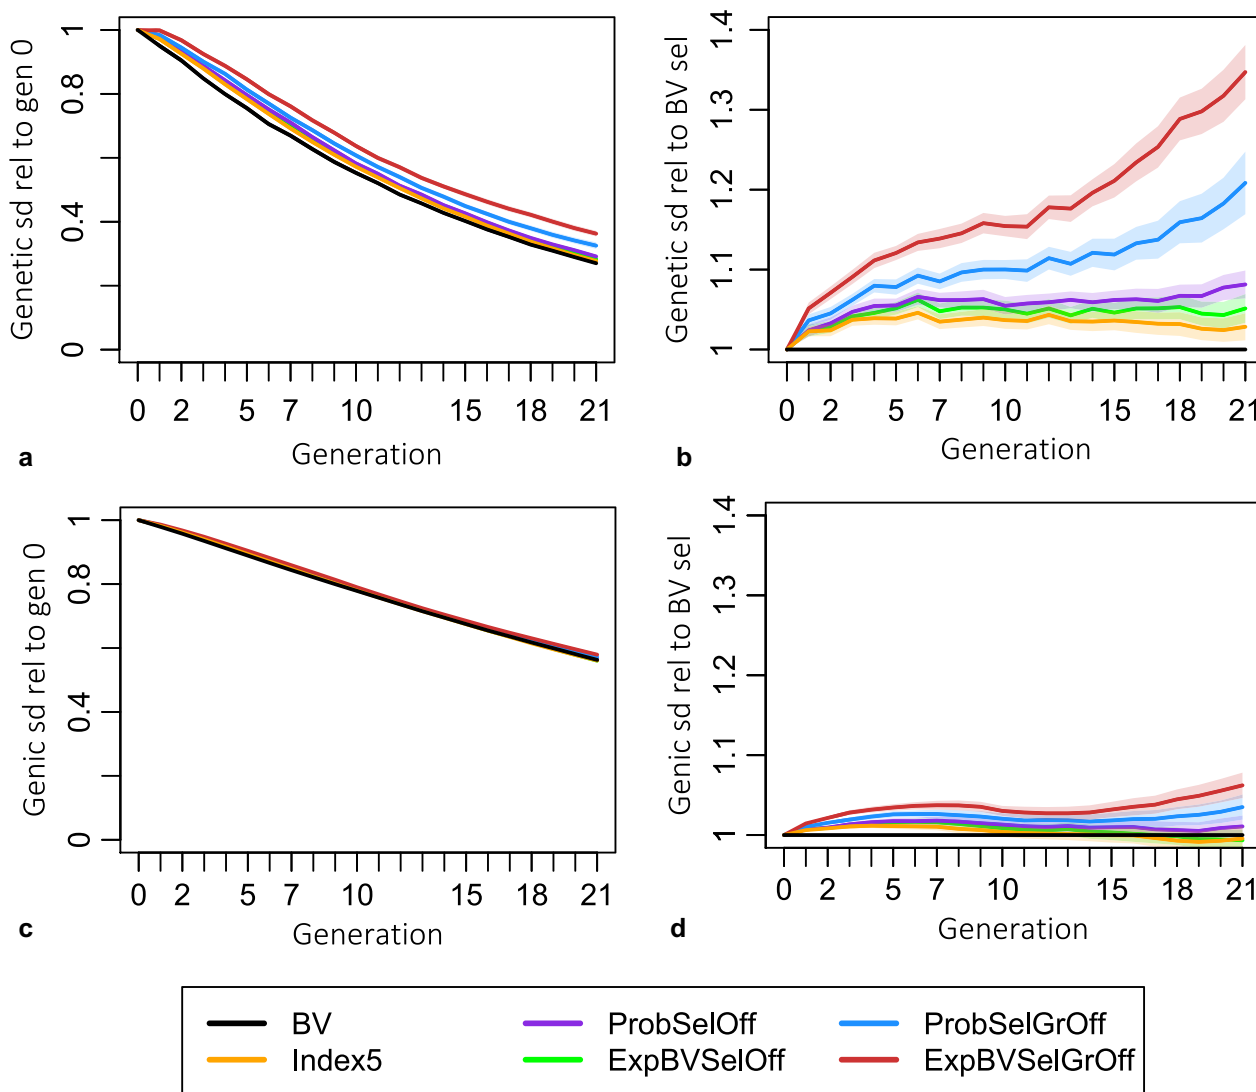 Genetic sd rel to gen 0
1
0.8
0.4
0
0 2 5 7 10 15 18 21
Generation
a
Genetic sd rel to BV sel
1.4
1.3
1.2
1.1
1
0 2 5 7 10 15 18 21
Generation
b
Genic sd rel to gen 0
1
0.8
0.4
0
0 2 5 7 10 15 18 21
Generation
c
Genic sd rel to BV sel
1.4
1.3
1.2
1.1
1
0 2 5 7 10 15 18 21
Generation
d
BV ProbSelOff ProbSelGrOff
Index5 ExpBVSelOff ExpBVSelGrOff